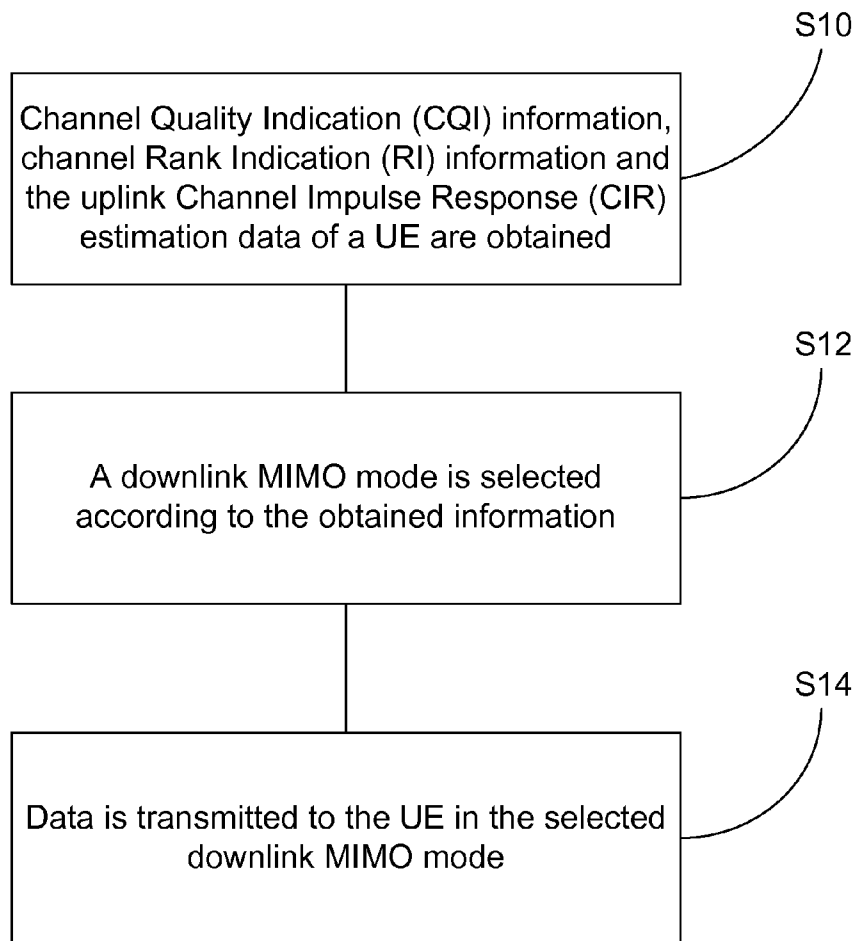 S10
Channel Quality Indication (CQI) information,
channel Rank Indication (RI) information and
the uplink Channel Impulse Response (CIR)
estimation data of a UE are obtained
S12
A downlink MIMO mode is selected
according to the obtained information
S14
Data is transmitted to the UE in the selected
downlink MIMO mode